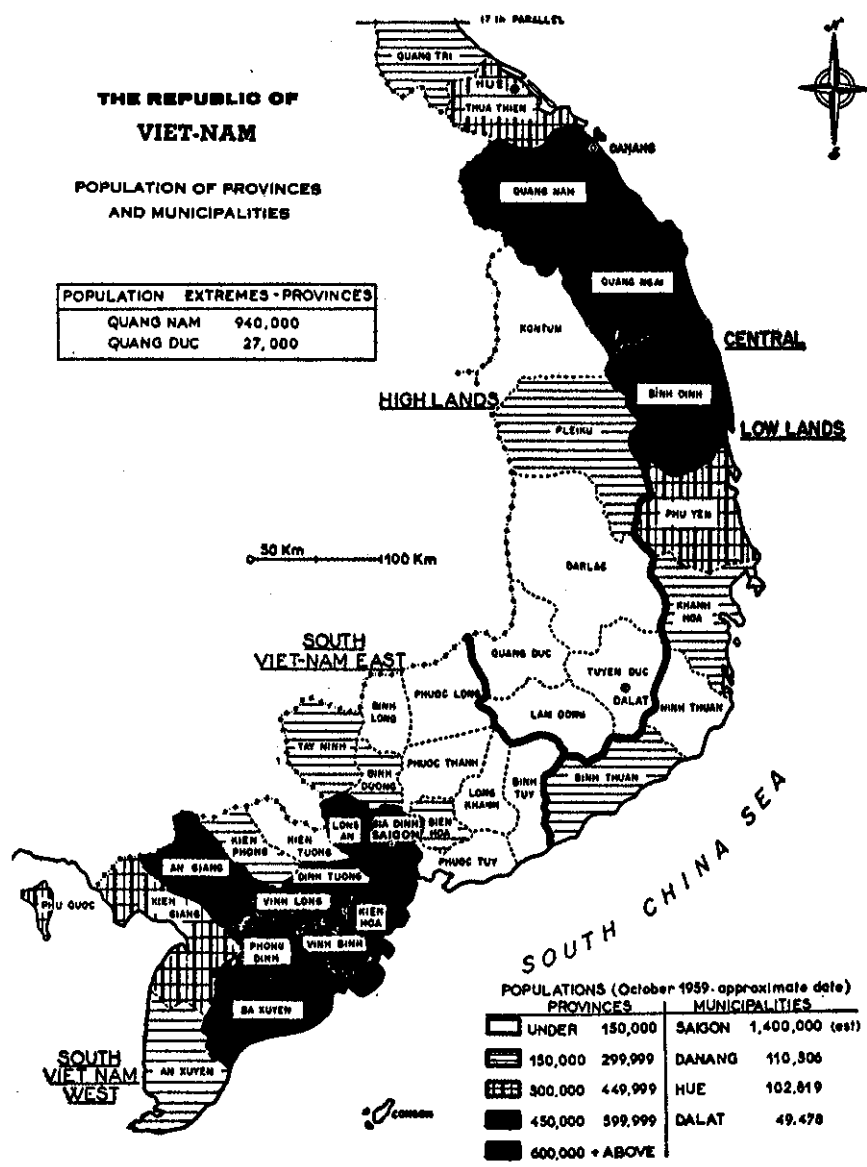 17 th PARALLEL
QUANG TRI
HUE
THUA THIEN
N
S
THE REPUBLIC OF
VIET-NAM
POPULATION OF PROVINCES
AND MUNICIPALITIES
DANANG
QUANG NAM
POPULATION EXTREMES - PROVINCES
QUANG NAM 940,000
QUANG DUC 27,000
QUANG NGAI
KONTUM
CENTRAL
HIGH LANDS
BINH DINH
PLEIKU
LOW LANDS
PHU YEN
50 Km 100 Km
DARLAC
KHANH
HOA
SOUTH
VIET-NAM EAST
QUANG DUC
TUYEN DUC
DALAT
PHUOC LONG
BINH
LONG
LAM DONG
NINH THUAN
TAY NINH
PHUOC THANH
BINH
DUONG
BINH
TUY
BINH THUAN
LONG
KHANH
LONG
AN
GIA DINH
SAIGON
BIEN
HOA
KIEN
PHONG
KIEN
TUONG
PHUOC TUY
AN GIANG
DINH TUONG
PHU QUOC
KIEN
GIANG
VINH LONG
KIEN
HOA
PHONG
DINH
VINH BINH
SOUTH CHINA SEA
BA XUYEN
SOUTH
VIET NAM
WEST
AN XUYEN
CONSON
POPULATIONS (October 1959 - approximate date)
PROVINCES MUNICIPALITIES
UNDER 150,000 SAIGON 1,400,000 (est)
150,000 299,999 DANANG 110,306
300,000 449,999 HUE 102,819
450,000 599,999 DALAT 49.478
600,000 + ABOVE